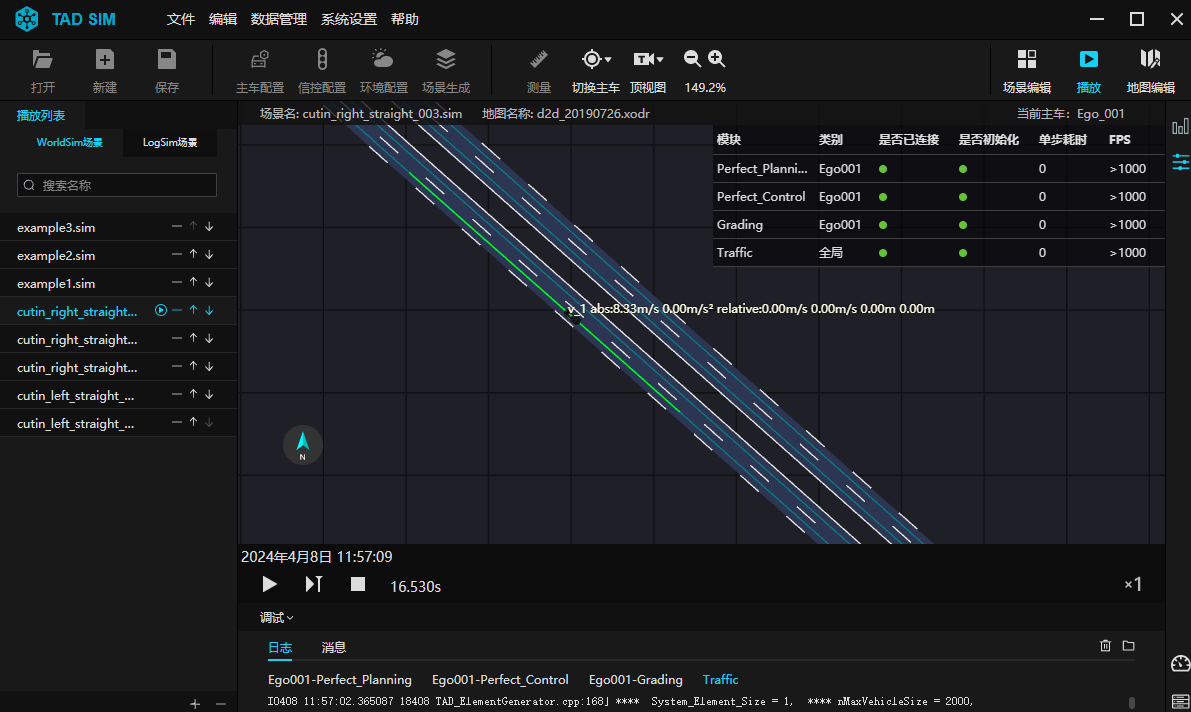 TAD SIM 文件 编辑 数据管理 系统设置 帮助
打开 新建 保存 主车配置 信控配置 环境配置 场景生成 测量 切换主车 顶视图 149.2% 场景编辑 播放 地图编辑
播放列表
WorldSim场景 LogSim场景
搜索名称
example3.sim
example2.sim
example1.sim
cutin_right_straight...
cutin_right_straight...
cutin_right_straight...
cutin_left_straight_...
cutin_left_straight_...
场景名: cutin_right_straight_003.sim 地图名称: d2d_20190726.xodr 当前主车: Ego_001
模块 类别 是否已连接 是否初始化 单步耗时 FPS
Perfect_Planni... Ego001 0 >1000
Perfect_Control Ego001 0 >1000
Grading Ego001 0 >1000
Traffic 全局 0 >1000
v_1 abs:8.33m/s 0.00m/s² relative:0.00m/s 0.00m/s 0.00m 0.00m
N
2024年4月8日 11:57:09
16.530s ×1
调试
日志 消息
Ego001-Perfect_Planning Ego001-Perfect_Control Ego001-Grading Traffic
I0408 11:57:02.365087 18408 TAD_ElementGenerator.cpp:168] **** System_Element_Size = 1, **** nMaxVehicleSize = 2000,